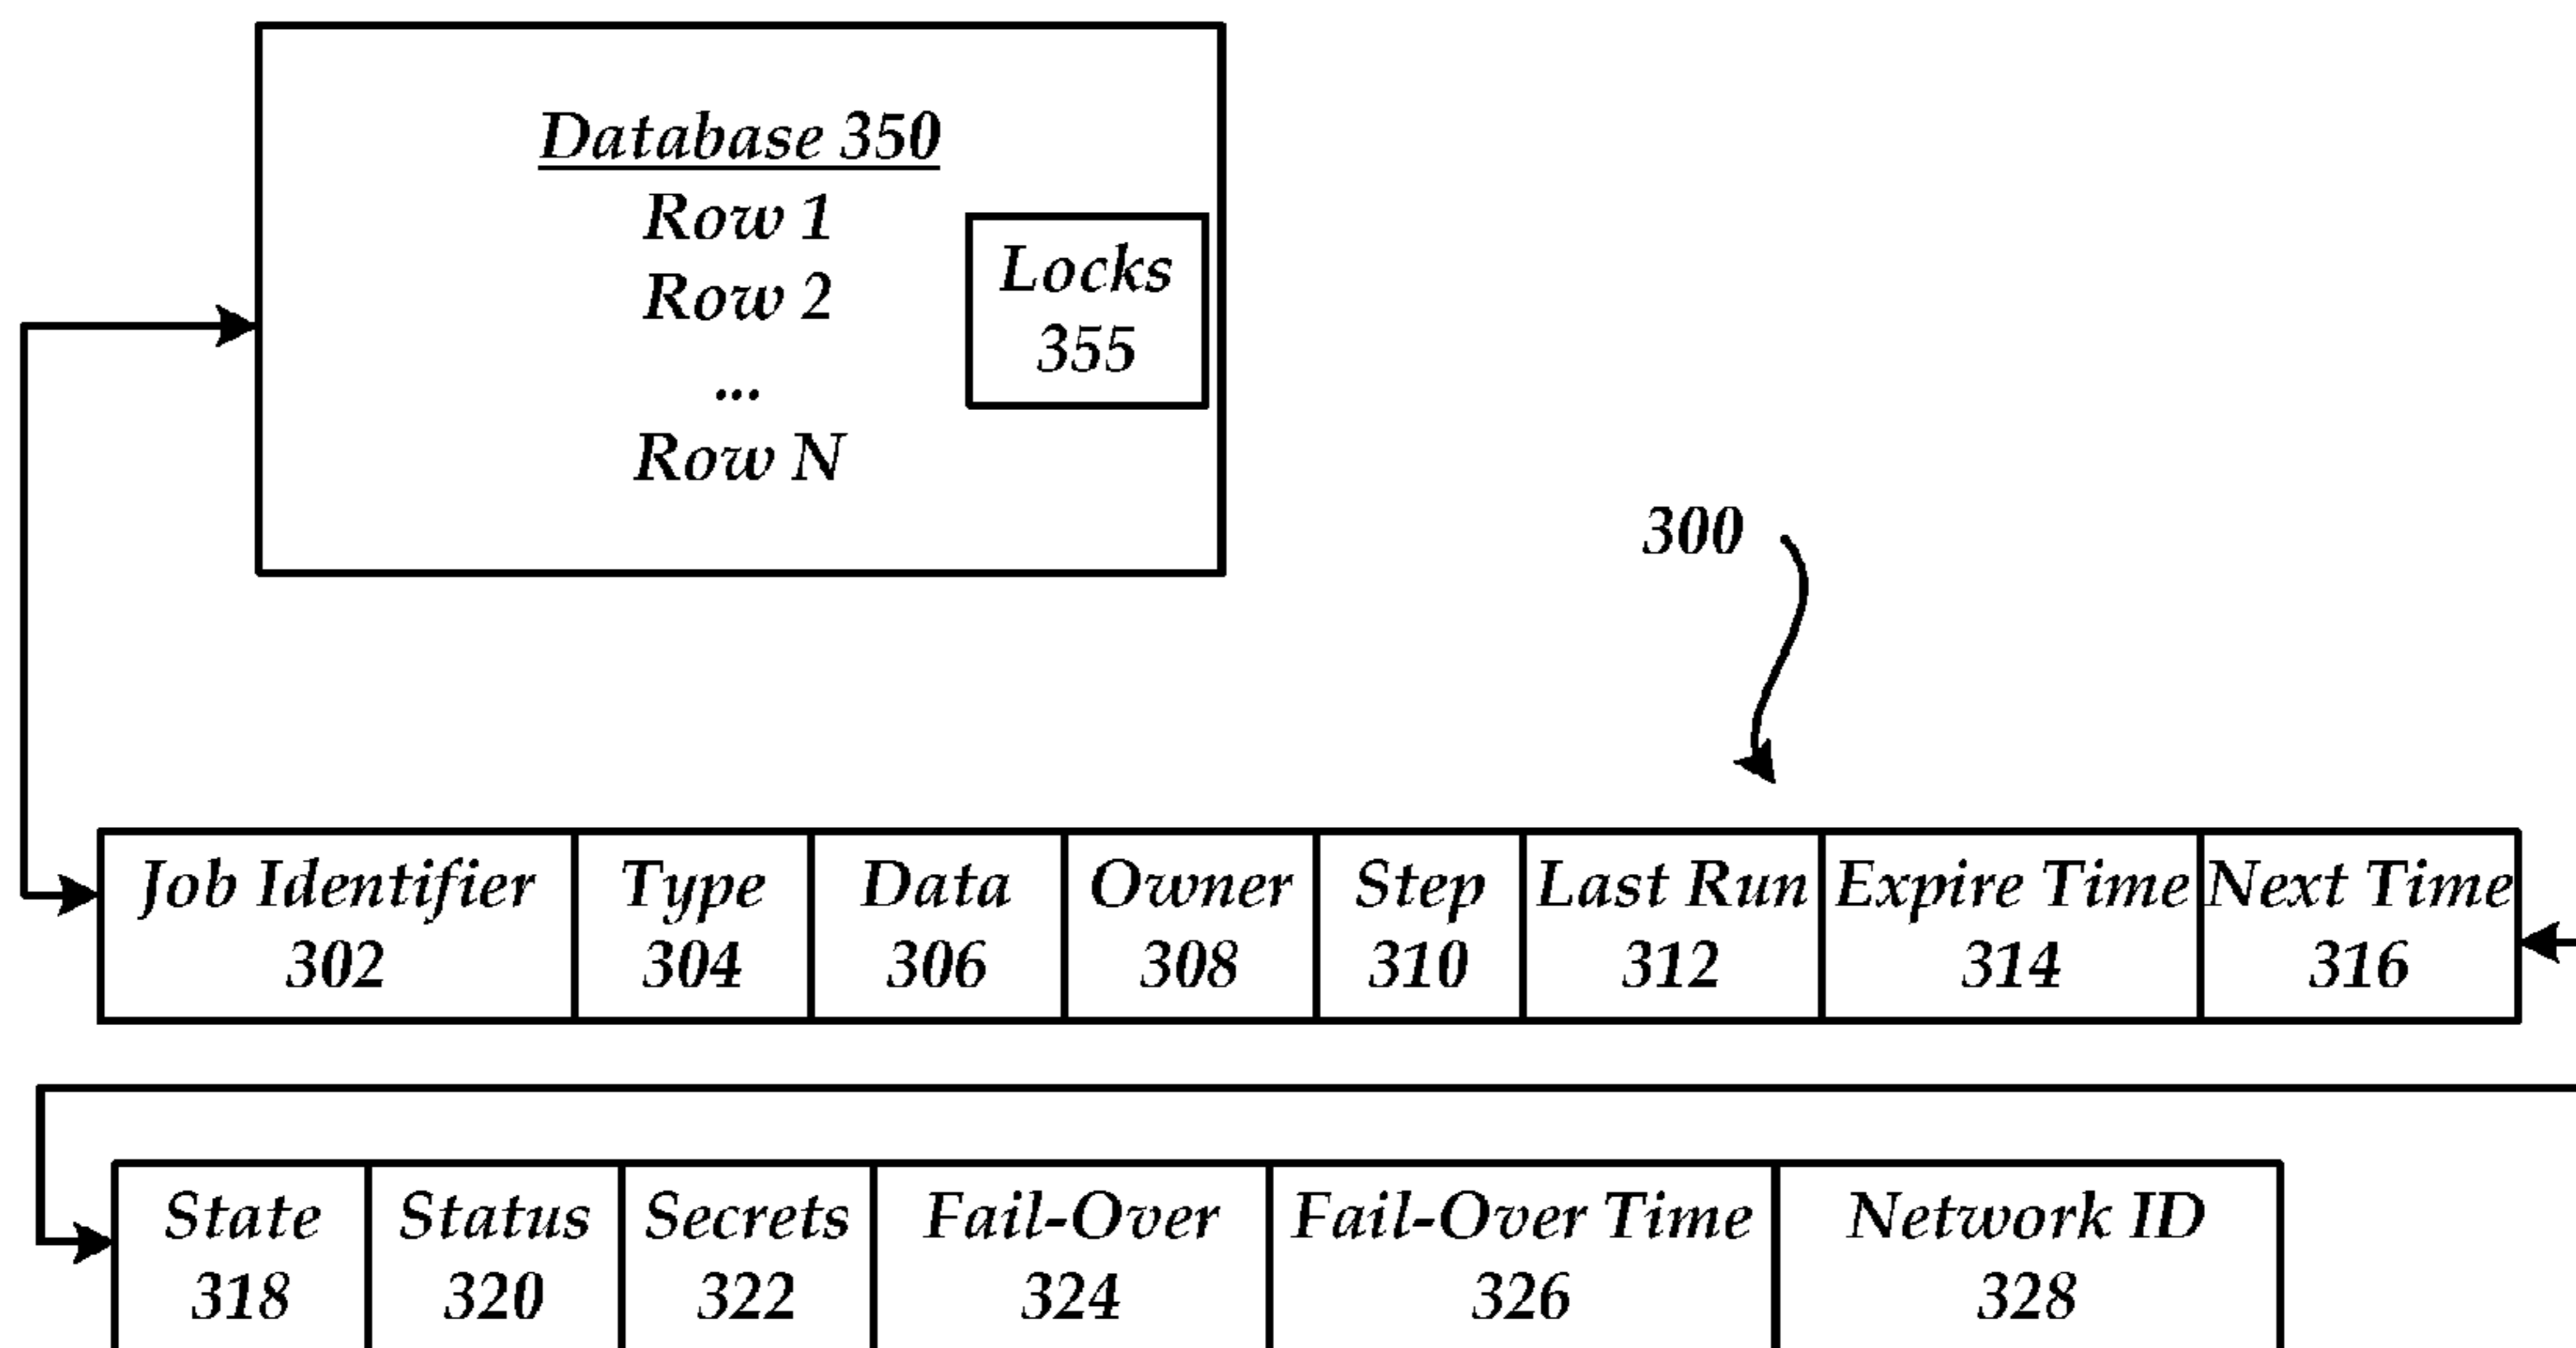 Database 350
Row 1
Row 2
...
Row N
Locks
355
300
Job Identifier
302
Type
304
Data
306
Owner
308
Step
310
Last Run
312
Expire Time
314
Next Time
316
State
318
Status
320
Secrets
322
Fail-Over
324
Fail-Over Time
326
Network ID
328